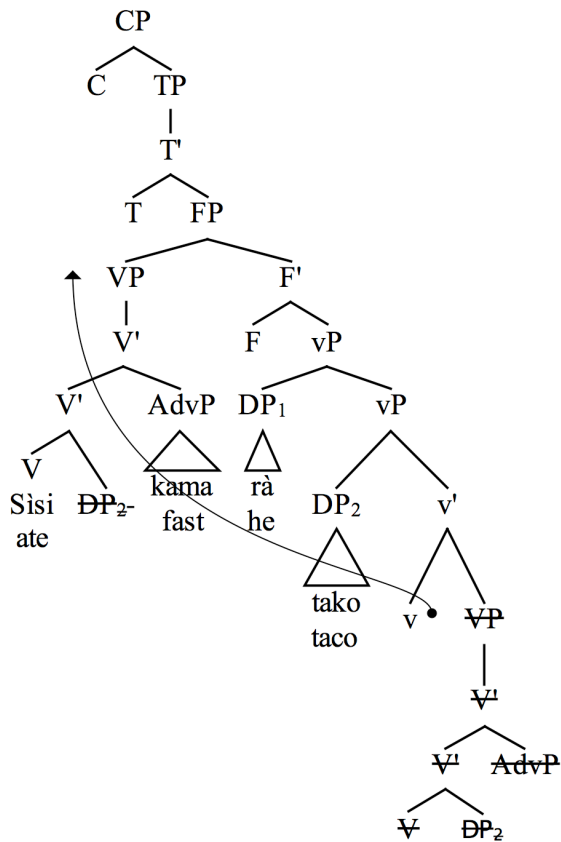 CP
C TP
T'
T FP
VP F'
V' F vP
V' AdvP DP₁ vP
V DP₂- kama rà DP₂ v'
Sìsi fast he
ate
tako v VP
taco
V'
V' AdvP
V DP₂